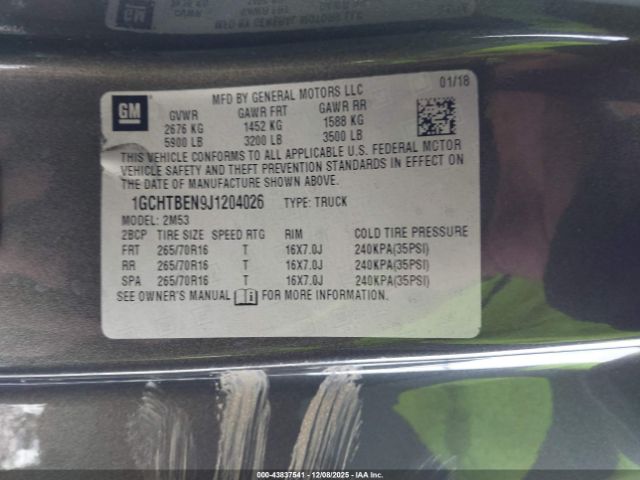 GM
MFD BY GENERAL MOTORS LLC
01/18
GVWR GAWR FRT GAWR RR
2676 KG 1452 KG 1588 KG
5900 LB 3200 LB 3500 LB
THIS VEHICLE CONFORMS TO ALL APPLICABLE U.S. FEDERAL MOTOR
VEHICLE SAFETY AND THEFT PREVENTION STANDARDS IN EFFECT ON
THE DATE OF MANUFACTURE SHOWN ABOVE.
1GCHTBEN9J1204026 TYPE: TRUCK
MODEL: 2M53
2BCP TIRE SIZE SPEED RTG RIM COLD TIRE PRESSURE
FRT 265/70R16 T 16X7.0J 240KPA(35PSI)
RR 265/70R16 T 16X7.0J 240KPA(35PSI)
SPA 265/70R16 T 16X7.0J 240KPA(35PSI)
SEE OWNER'S MANUAL FOR MORE INFORMATION.
00-43837541 - 12/08/2025 - IAA Inc.